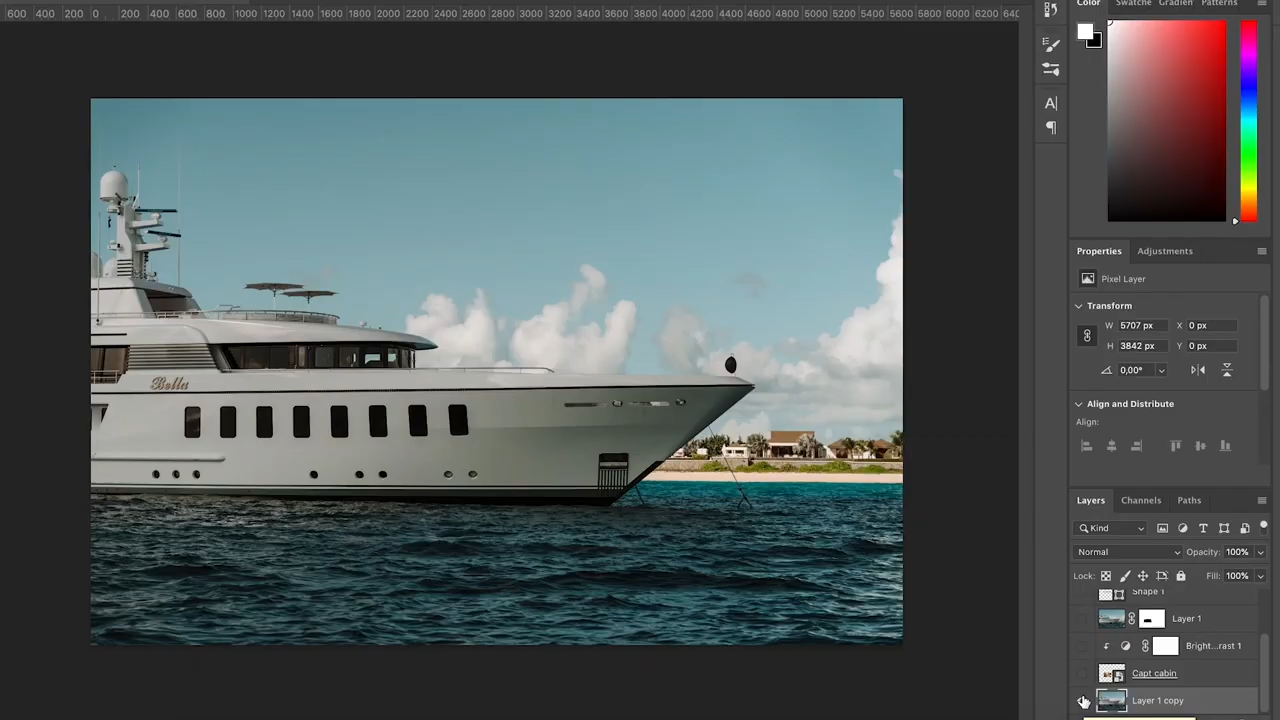 600 400 200 0 200 400 600 800 1000 1200 1400 1600 1800 2000 2200 2400 2600 2800 3000 3200 3400 3600 3800 4000 4200 4400 4600 4800 5000 5200 5400 5600 5800 6000 6200 640
Color Swatche Gradien Patterns
A
Bella
Properties Adjustments
Pixel Layer
Transform
W 5707 px X 0 px
H 3842 px Y 0 px
0,00°
Align and Distribute
Align:
Layers Channels Paths
Kind T
Normal Opacity: 100%
Lock: Fill: 100%
Shape 1
Layer 1
Bright...rast 1
Capt cabin
Layer 1 copy